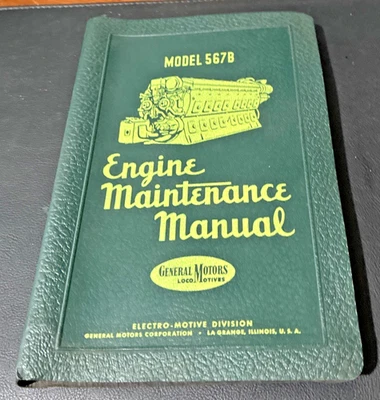 MODEL 567B
Engine
Maintenance
Manual
GENERAL MOTORS
LOCOMOTIVES
ELECTRO-MOTIVE DIVISION
GENERAL MOTORS CORPORATION • LA GRANGE, ILLINOIS, U. S. A.